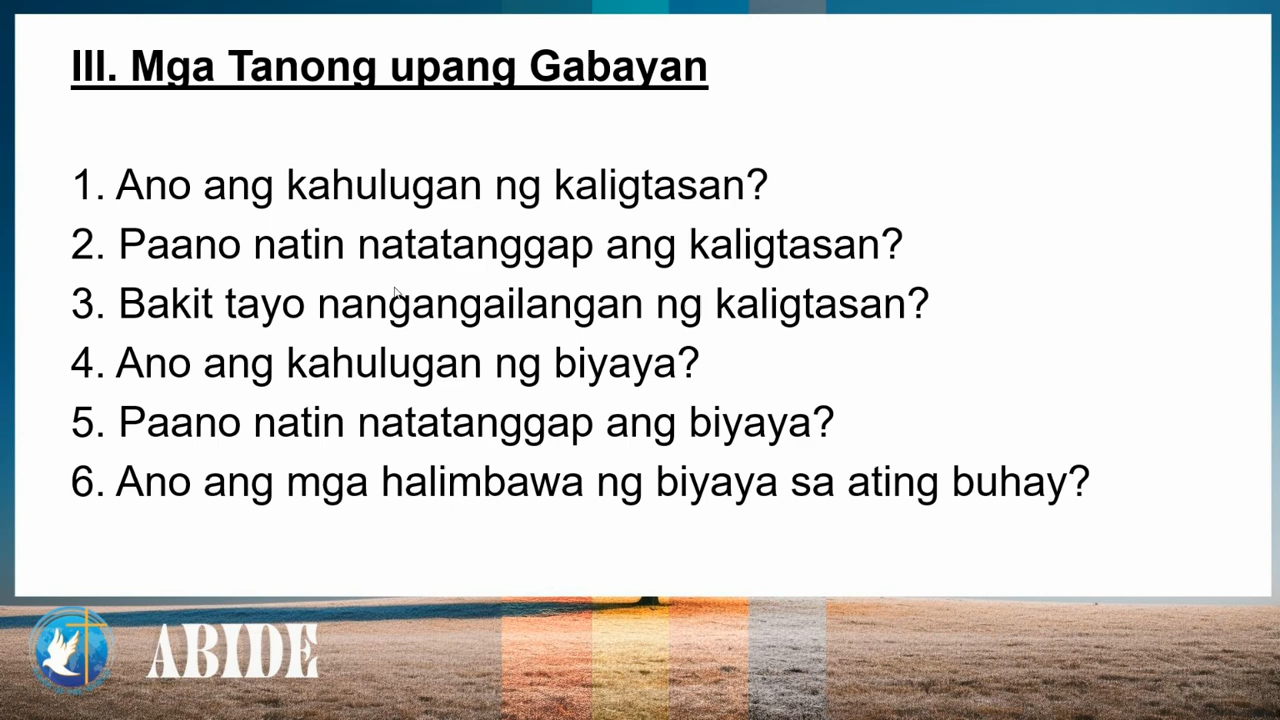 III. Mga Tanong upang Gabayan
1. Ano ang kahulugan ng kaligtasan?
2. Paano natin natatanggap ang kaligtasan?
3. Bakit tayo nangangailangan ng kaligtasan?
4. Ano ang kahulugan ng biyaya?
5. Paano natin natatanggap ang biyaya?
6. Ano ang mga halimbawa ng biyaya sa ating buhay?
ABIDE